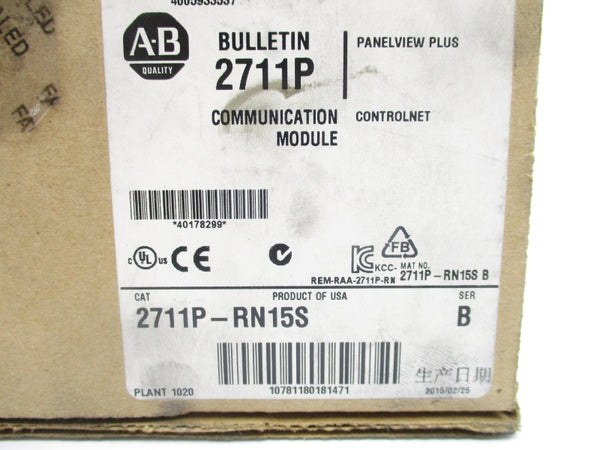 4005933537
A-B
QUALITY
BULLETIN
2711P
PANELVIEW PLUS
COMMUNICATION
MODULE
CONTROLNET
*40178299*
C UL US CE
FB
KCC-
REM-RAA-2711P-RN
MAT NO.
2711P-RN15S B
CAT
PRODUCT OF USA
SER
2711P-RN15S
B
PLANT 1020
10781180181471
生产日期
2015/02/25